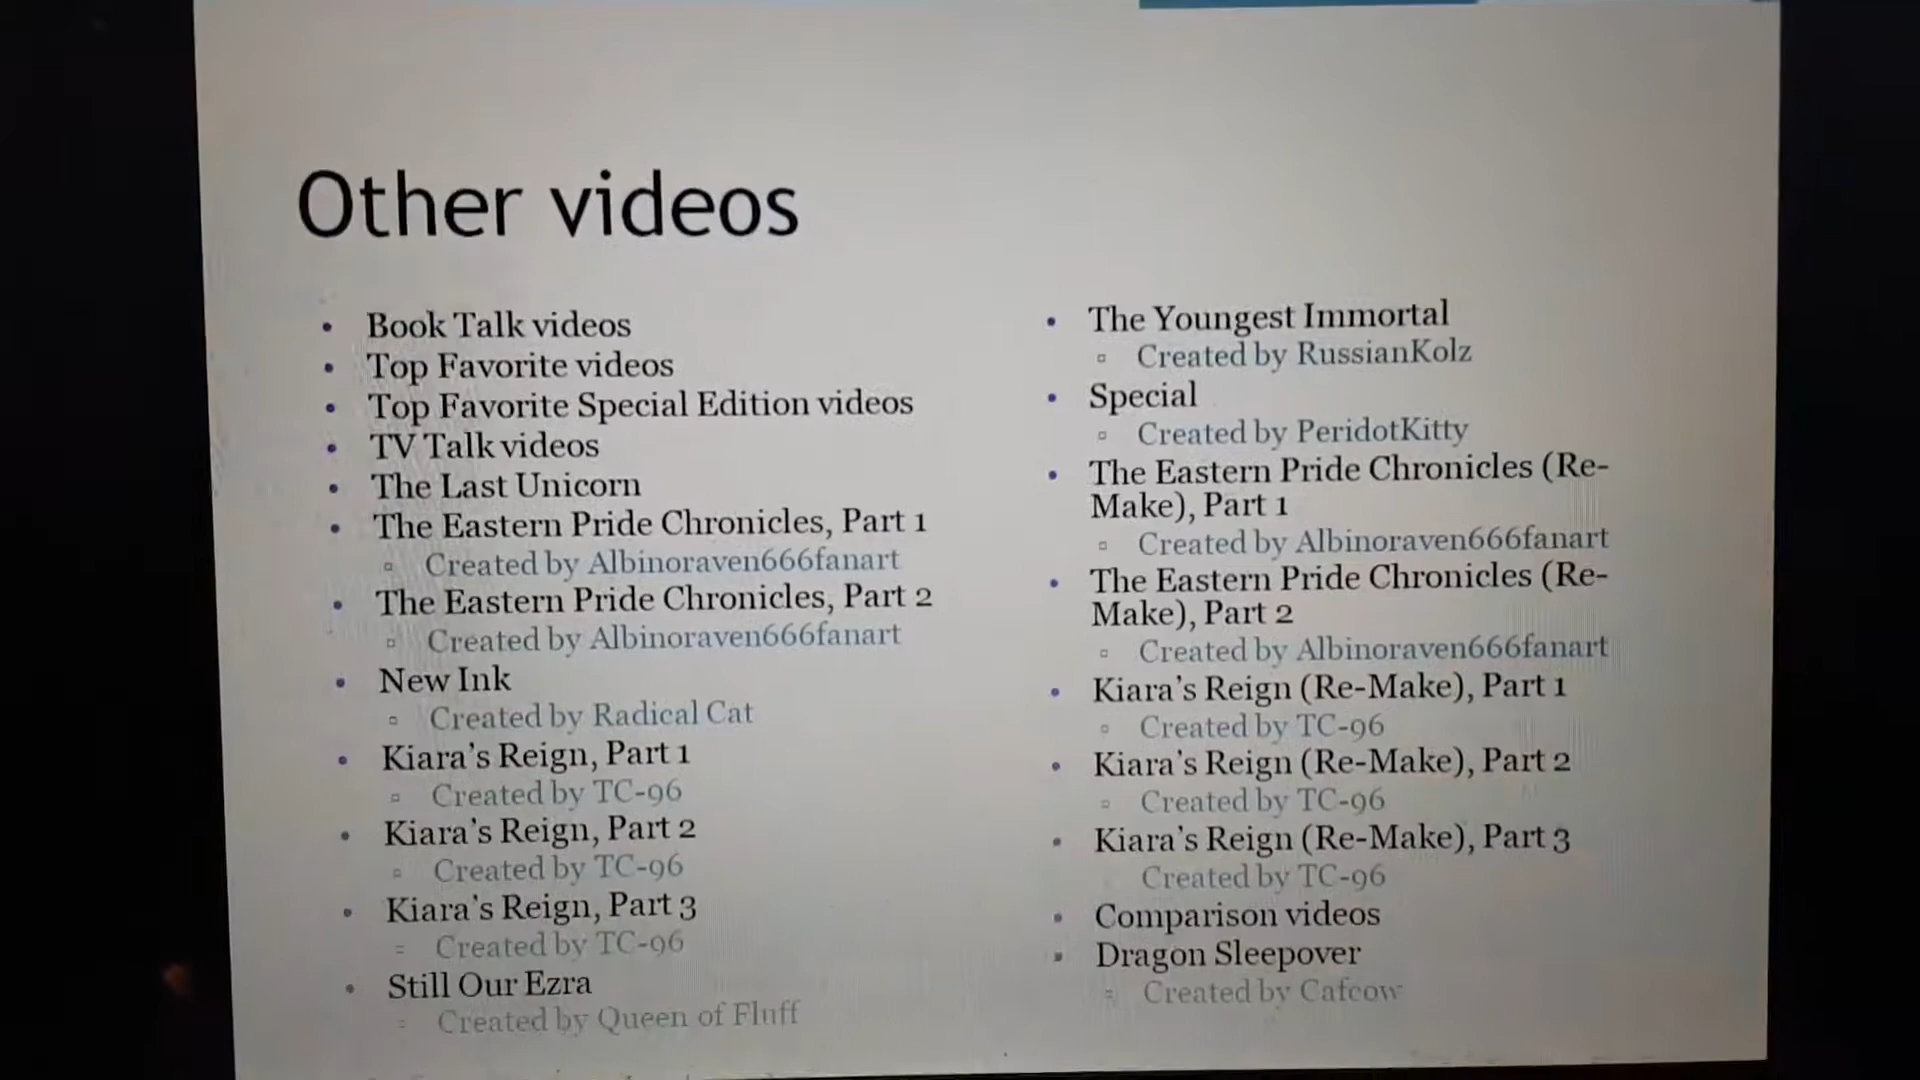 Other videos
Book Talk videos
Top Favorite videos
Top Favorite Special Edition videos
TV Talk videos
The Last Unicorn
The Eastern Pride Chronicles, Part 1
Created by Albinoraven666fanart
The Eastern Pride Chronicles, Part 2
Created by Albinoraven666fanart
New Ink
Created by Radical Cat
Kiara's Reign, Part 1
Created by TC-96
Kiara's Reign, Part 2
Created by TC-96
Kiara's Reign, Part 3
Created by TC-96
Still Our Ezra
Created by Queen of Fluff
The Youngest Immortal
Created by RussianKolz
Special
Created by PeridotKitty
The Eastern Pride Chronicles (Re-
Make), Part 1
Created by Albinoraven666fanart
The Eastern Pride Chronicles (Re-
Make), Part 2
Created by Albinoraven666fanart
Kiara's Reign (Re-Make), Part 1
Created by TC-96
Kiara's Reign (Re-Make), Part 2
Created by TC-96
Kiara's Reign (Re-Make), Part 3
Created by TC-96
Comparison videos
Dragon Sleepover
Created by Cafcow